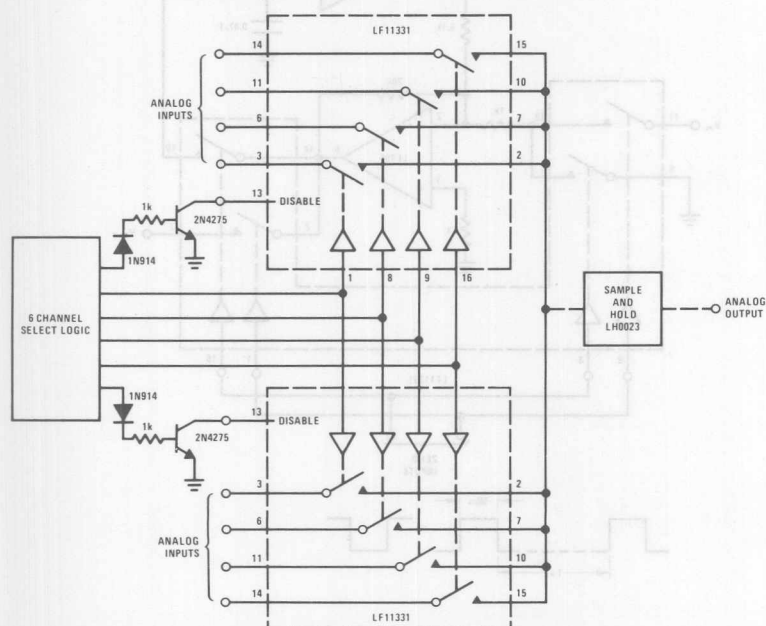 LF11331
14
15
11
10
ANALOG
INPUTS
6
7
3
2
13
DISABLE
1k
2N4275
1N914
1
8
9
16
6 CHANNEL
SELECT LOGIC
SAMPLE
AND
HOLD
LH0023
ANALOG
OUTPUT
1N914
13
DISABLE
1k
2N4275
3
2
6
7
ANALOG
INPUTS
11
10
14
15
LF11331